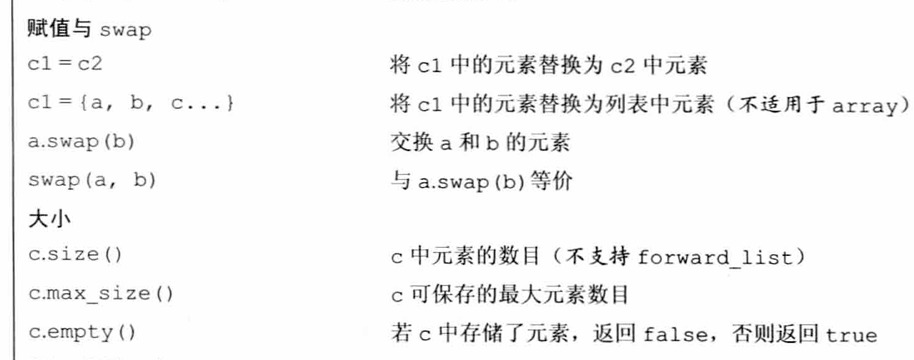 赋值与 swap
c1 = c2 将 c1 中的元素替换为 c2 中元素
c1 = {a, b, c...} 将 c1 中的元素替换为列表中元素（不适用于 array）
a.swap(b) 交换 a 和 b 的元素
swap(a, b) 与 a.swap(b)等价
大小
c.size() c 中元素的数目（不支持 forward_list）
c.max_size() c 可保存的最大元素数目
c.empty() 若 c 中存储了元素，返回 false，否则返回 true